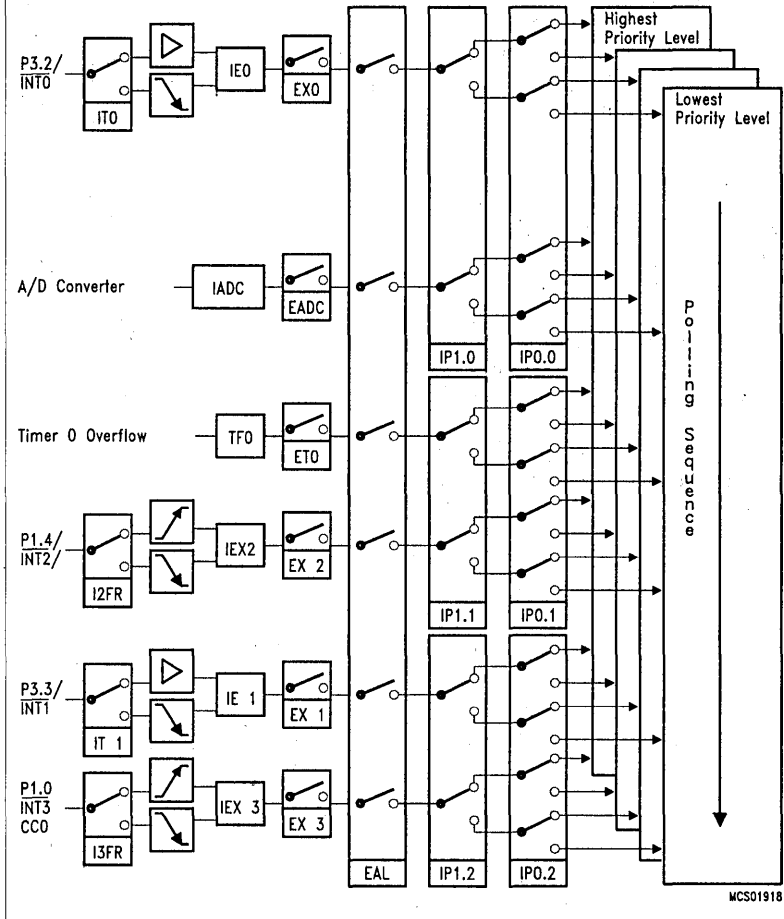 Highest
Priority Level
Lowest
Priority Level
P3.2/
INT0
IT0
IE0
EX0
A/D Converter
IADC
EADC
IP1.0
IP0.0
Timer 0 Overflow
TF0
ET0
P1.4/
INT2/
I2FR
IEX2
EX 2
IP1.1
IP0.1
P3.3/
INT1
IT 1
IE 1
EX 1
P1.0
INT3
CC0
I3FR
IEX 3
EX 3
EAL
IP1.2
IP0.2
Polling Sequence
MCS01918